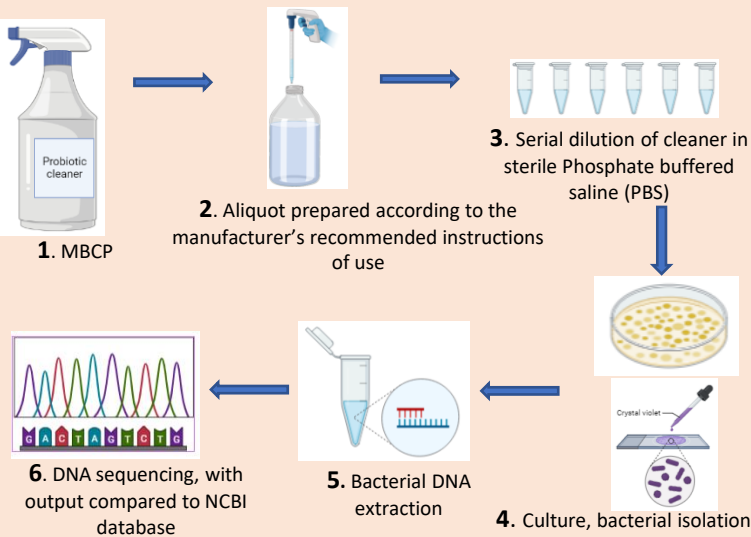 Probiotic
cleaner
1. MBCP
2. Aliquot prepared according to the
manufacturer's recommended instructions
of use
3. Serial dilution of cleaner in
sterile Phosphate buffered
saline (PBS)
Crystal violet
4. Culture, bacterial isolation
5. Bacterial DNA
extraction
G A C T A G T C T G
6. DNA sequencing, with
output compared to NCBI
database